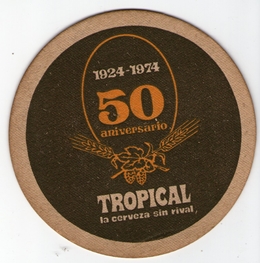 1924-1974
50
aniversario
TROPICAL
la cerveza sin rival